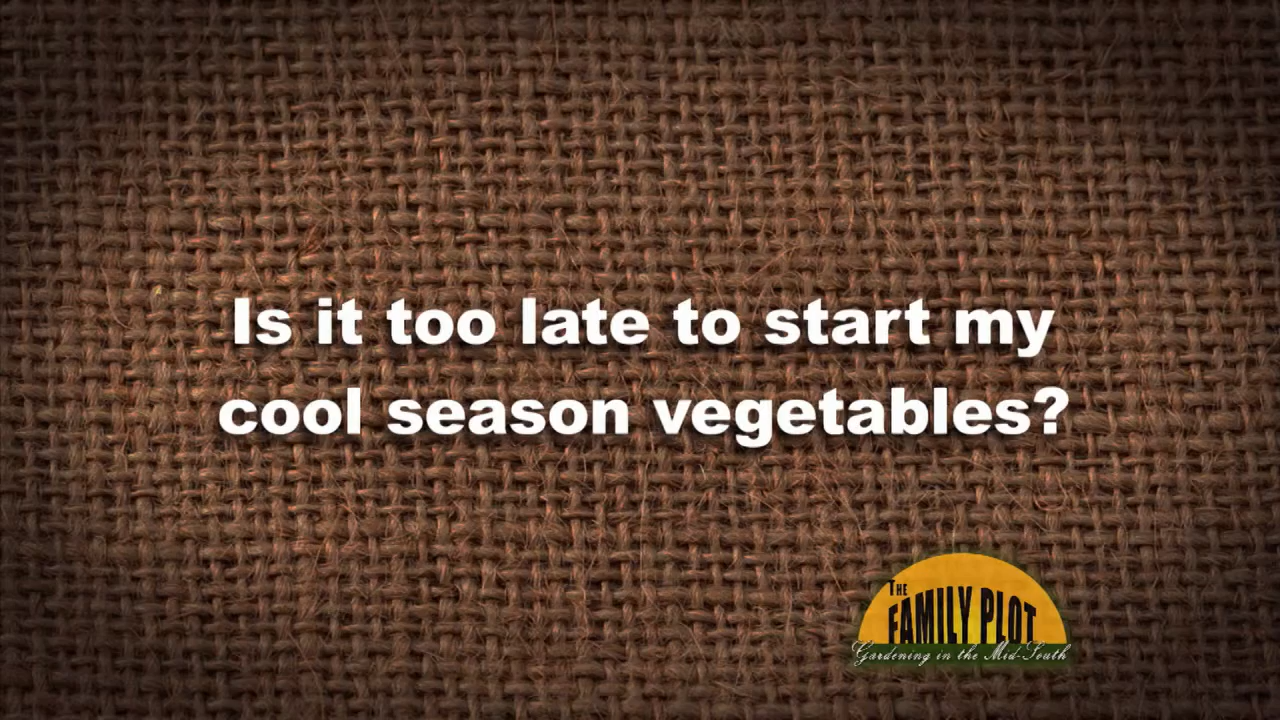 Is it too late to start my
cool season vegetables?
THE
FAMILY PLOT
Gardening in the Mid-South